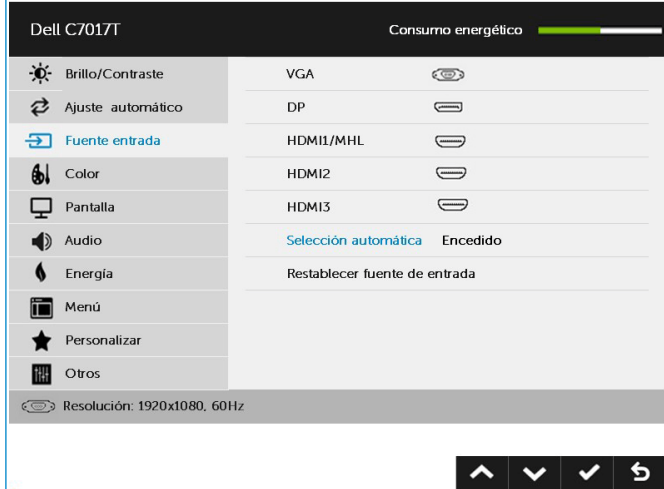 Dell C7017T
Consumo energético
Brillo/Contraste
VGA
Ajuste automático
DP
Fuente entrada
HDMI1/MHL
Color
HDMI2
Pantalla
HDMI3
Audio
Selección automática Encedido
Energía
Restablecer fuente de entrada
Menú
Personalizar
Otros
Resolución: 1920x1080, 60Hz